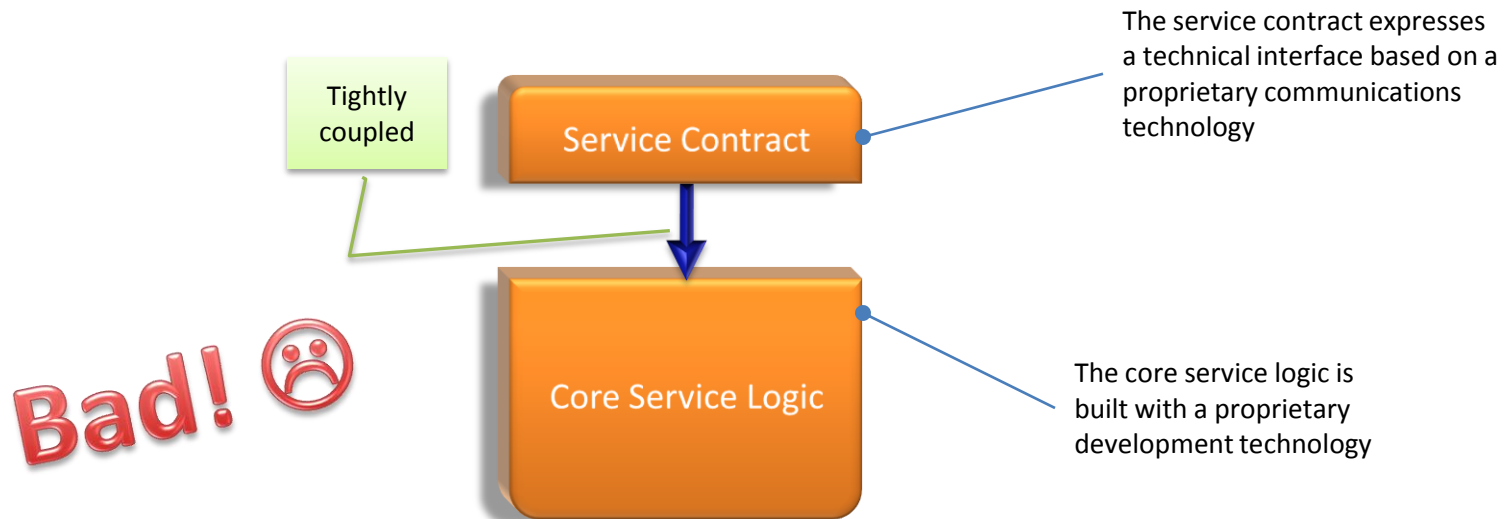 The service contract expresses
a technical interface based on a
proprietary communications
technology
Tightly
coupled
Service Contract
Bad!
Core Service Logic
The core service logic is
built with a proprietary
development technology